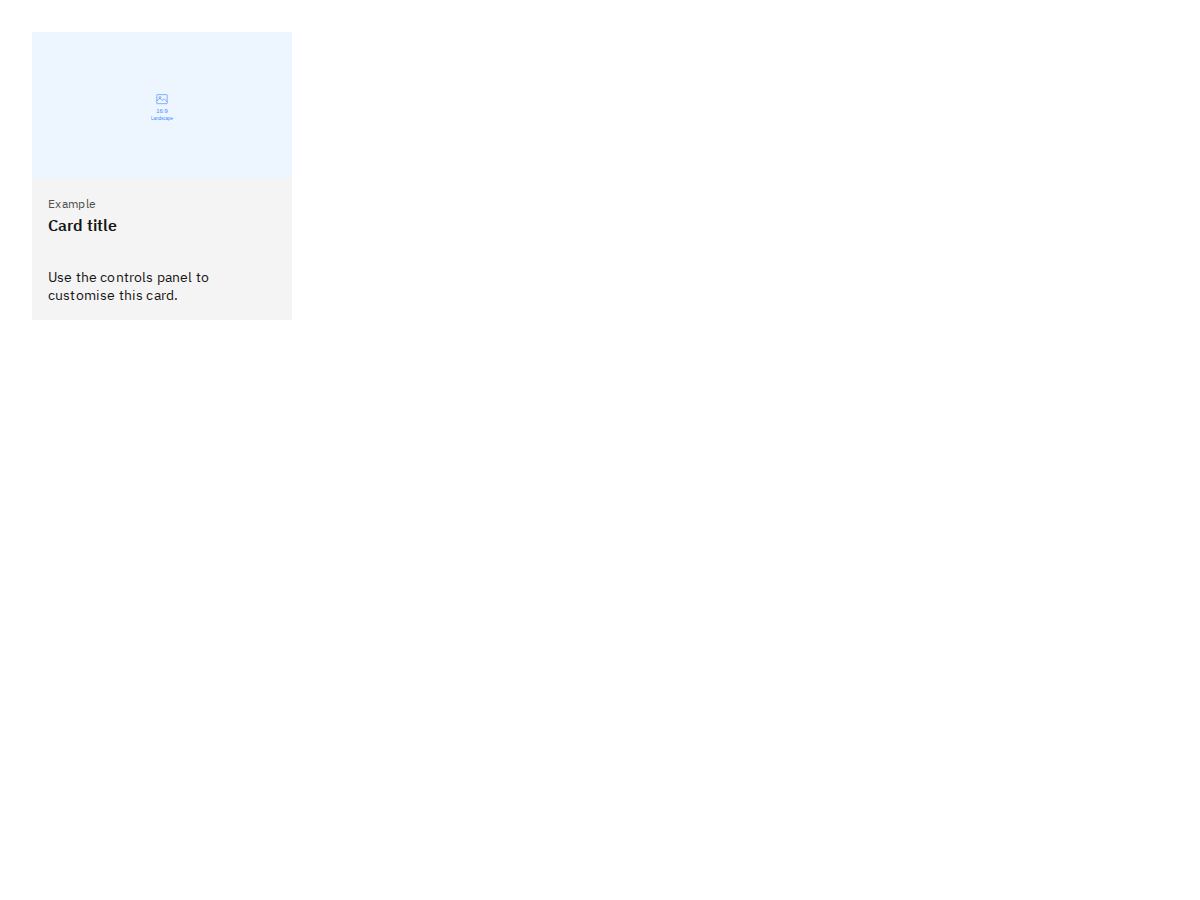 16:9
Landscape
Example
Card title
Use the controls panel to
customise this card.